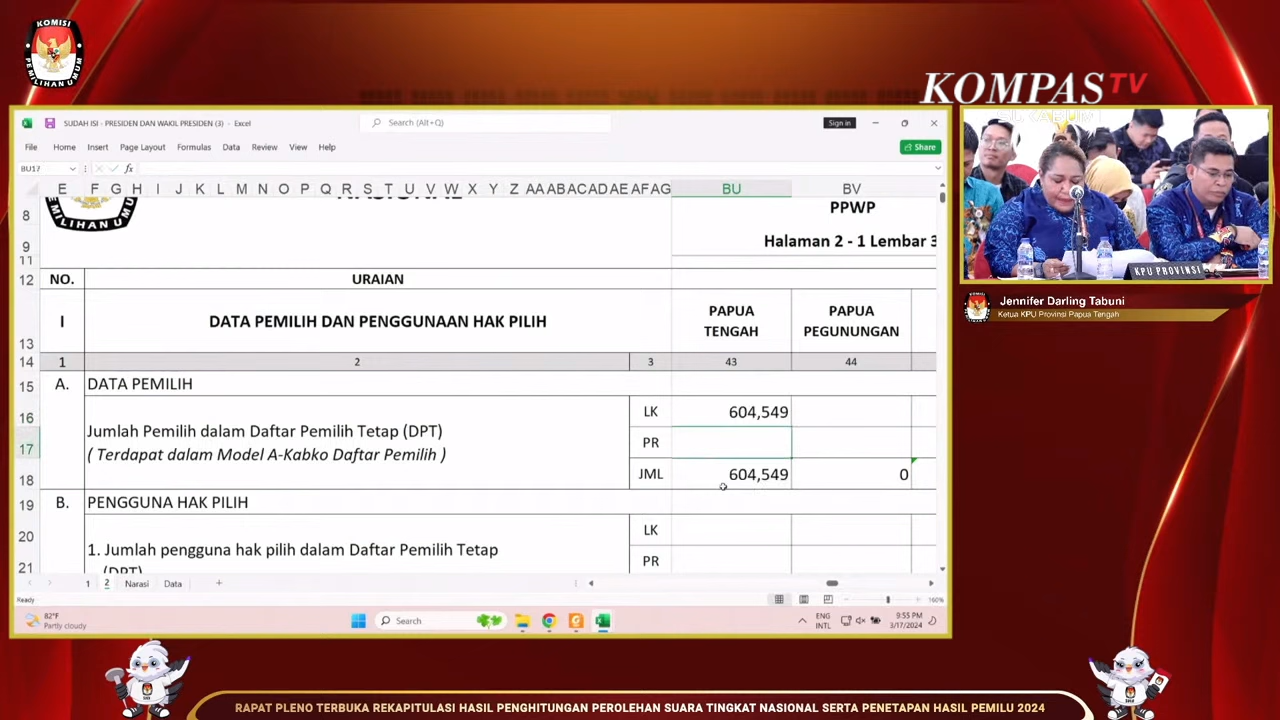 KOMISI
PEMILIHAN UMUM
KOMPAS TV
SUDAH ISI - PRESIDEN DAN WAKIL PRESIDEN (3) - Excel
Search (Alt+Q)
Sign in
File Home Insert Page Layout Formulas Data Review View Help
Share
BU17
fx
E F G H I J K L M N O P Q R S T U V W X Y Z AA AB AC AD AE AF AG BU BV
8
NASIONAL
PPWP
9
ILIHAN UM
Halaman 2 - 1 Lembar 3
11
12 NO. URAIAN
13 I DATA PEMILIH DAN PENGGUNAAN HAK PILIH PAPUA TENGAH PAPUA PEGUNUNGAN
14 1 2 3 43 44
15 A. DATA PEMILIH
16 LK 604,549
Jumlah Pemilih dalam Daftar Pemilih Tetap (DPT)
17 PR
( Terdapat dalam Model A-Kabko Daftar Pemilih )
18 JML 604,549 0
19 B. PENGGUNA HAK PILIH
20 LK
1. Jumlah pengguna hak pilih dalam Daftar Pemilih Tetap
21 PR
(DPT)
1 2 Narasi Data +
Ready
160%
82°F
Partly cloudy
Search
ENG
INTL
9:55 PM
3/17/2024
KPU PROVINSI
Jennifer Darling Tabuni
Ketua KPU Provinsi Papua Tengah
RAPAT PLENO TERBUKA REKAPITULASI HASIL PENGHITUNGAN PEROLEHAN SUARA TINGKAT NASIONAL SERTA PENETAPAN HASIL PEMILU 2024